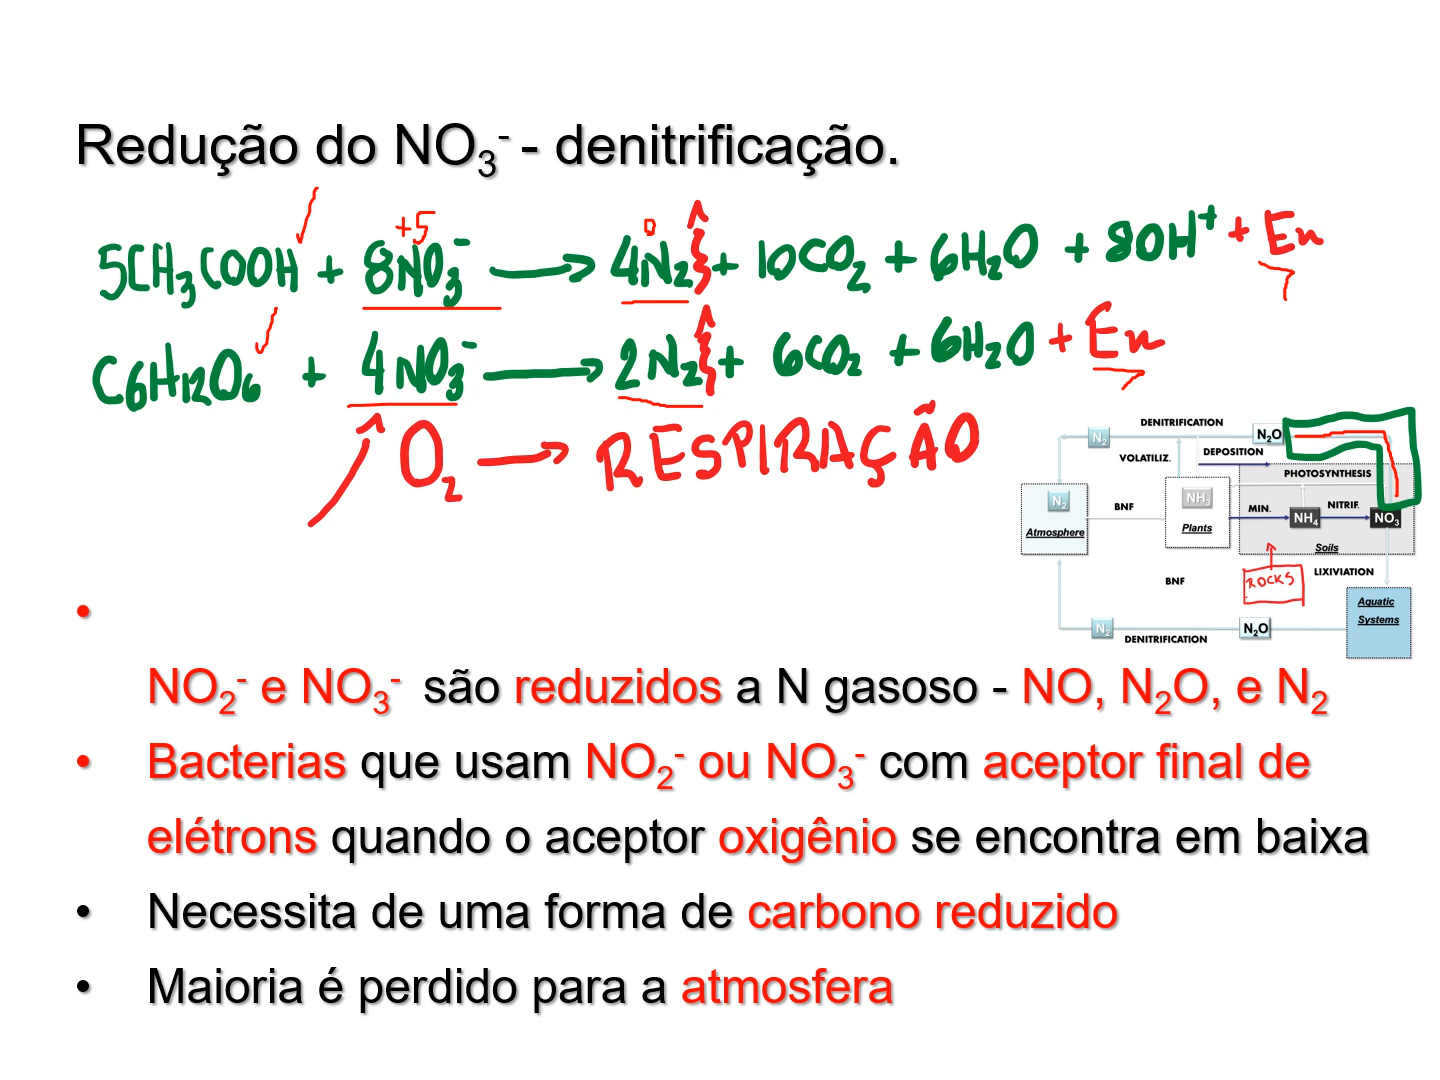 Redução do NO3- - denitrificação.
+5 0
5CH3COOH + 8NO3- → 4N2 + 10CO2 + 6H2O + 8OH+ + En
C6H12O6 + 4NO3- → 2N2 + 6CO2 + 6H2O + En
O2 → RESPIRAÇÃO
DENITRIFICATION
N2 N2O
VOLATILIZ. DEPOSITION
PHOTOSYNTHESIS
N2 NH3
BNF MIN. NITRIF.
NH4 NO3
Atmosphere Plants
Soils
LIXIVIATION
BNF ROCKS
Aquatic
Systems
N2 N2O
DENITRIFICATION
•
NO2- e NO3- são reduzidos a N gasoso - NO, N2O, e N2
• Bacterias que usam NO2- ou NO3- com aceptor final de
elétrons quando o aceptor oxigênio se encontra em baixa
• Necessita de uma forma de carbono reduzido
• Maioria é perdido para a atmosfera